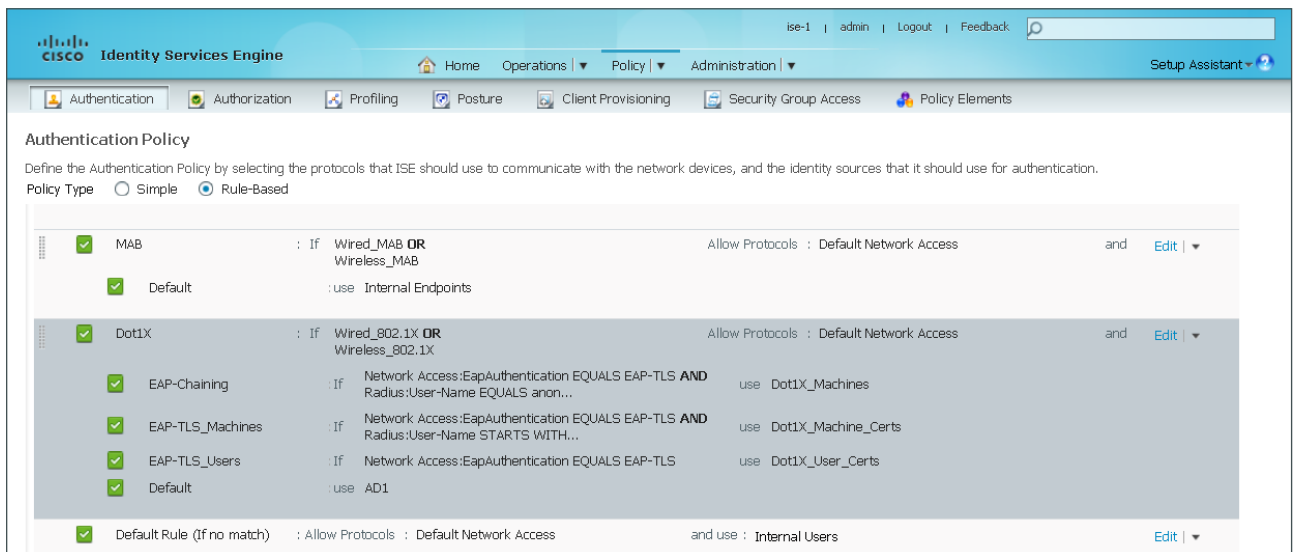 ise-1 | admin | Logout | Feedback
CISCO Identity Services Engine
Home Operations | ▼ Policy | ▼ Administration | ▼ Setup Assistant ▾
Authentication Authorization Profiling Posture Client Provisioning Security Group Access Policy Elements
Authentication Policy
Define the Authentication Policy by selecting the protocols that ISE should use to communicate with the network devices, and the identity sources that it should use for authentication.
Policy Type Simple Rule-Based
MAB : If Wired_MAB OR Allow Protocols : Default Network Access and Edit | ▼
Wireless_MAB
Default : use Internal Endpoints
Dot1X : If Wired_802.1X OR Allow Protocols : Default Network Access and Edit | ▼
Wireless_802.1X
EAP-Chaining : If Network Access:EapAuthentication EQUALS EAP-TLS AND use Dot1X_Machines
Radius:User-Name EQUALS anon...
EAP-TLS_Machines : If Network Access:EapAuthentication EQUALS EAP-TLS AND use Dot1X_Machine_Certs
Radius:User-Name STARTS WITH...
EAP-TLS_Users : If Network Access:EapAuthentication EQUALS EAP-TLS use Dot1X_User_Certs
Default : use AD1
Default Rule (If no match) : Allow Protocols : Default Network Access and use : Internal Users Edit | ▼